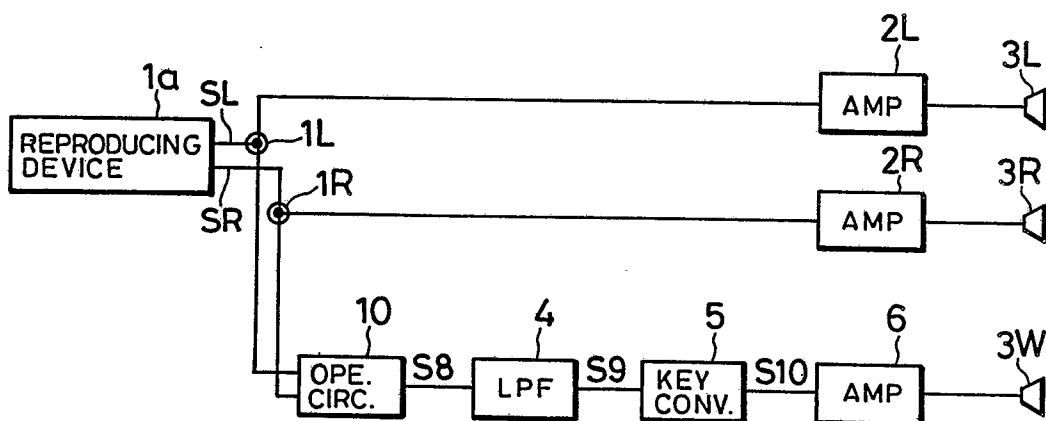 2L
3L
1a
SL
AMP
REPRODUCING
DEVICE
1L
2R
3R
1R
SR
AMP
10
4
5
6
3W
OPE.
CIRC.
S8
LPF
S9
KEY
CONV.
S10
AMP